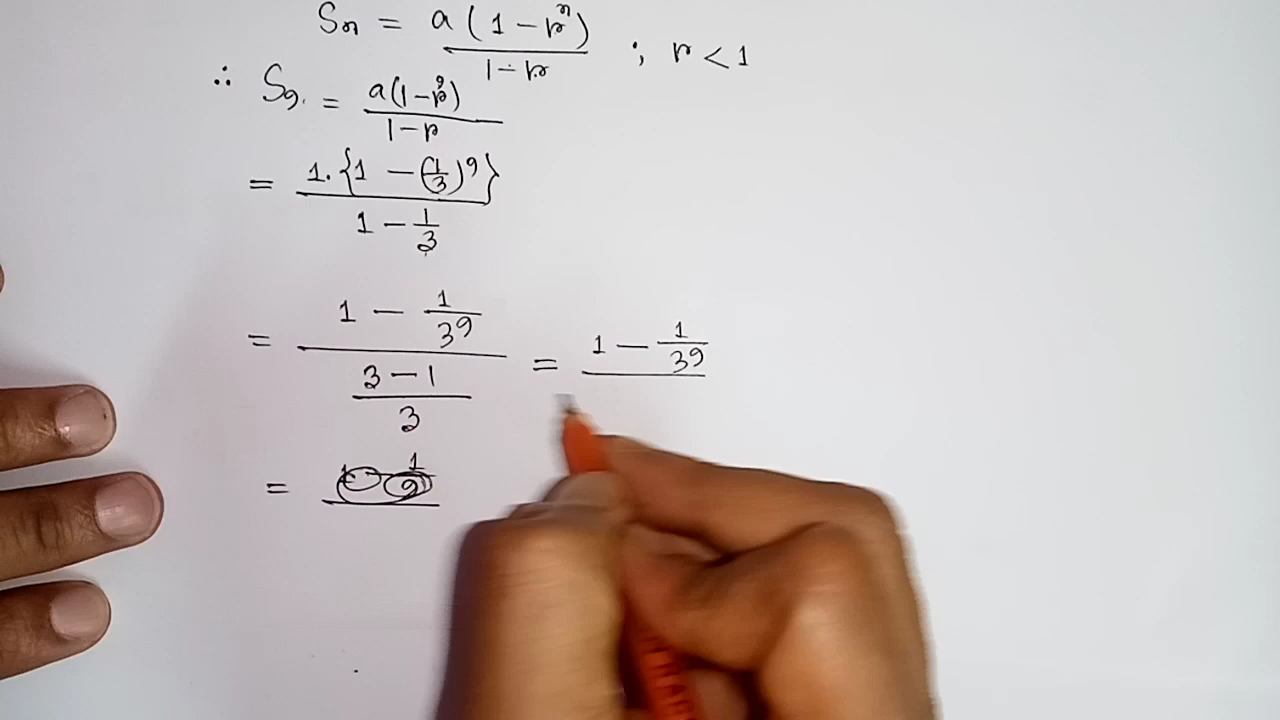 Sn = a(1-r^n)/1-r ; r < 1
∴ S9 = a(1-r^9)/1-r
= 1.{1-(1/3)^9}/1-1/3
= 1 - 1/3^9 / 3-1/3 = 1 - 1/3^9
=